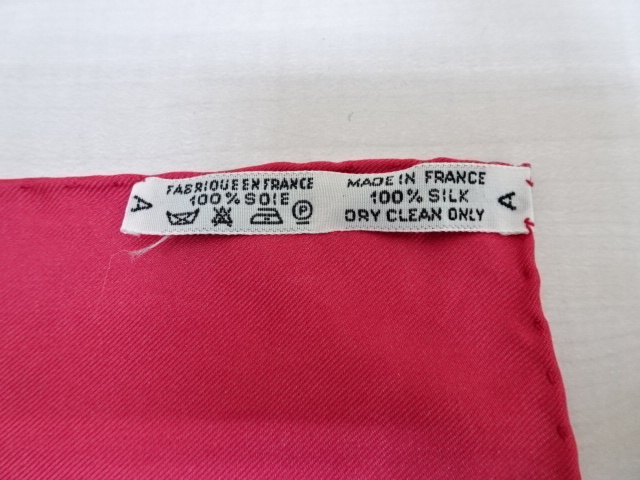 A
FABRIQUE EN FRANCE
100% SOIE
P
MADE IN FRANCE
100% SILK
DRY CLEAN ONLY
A